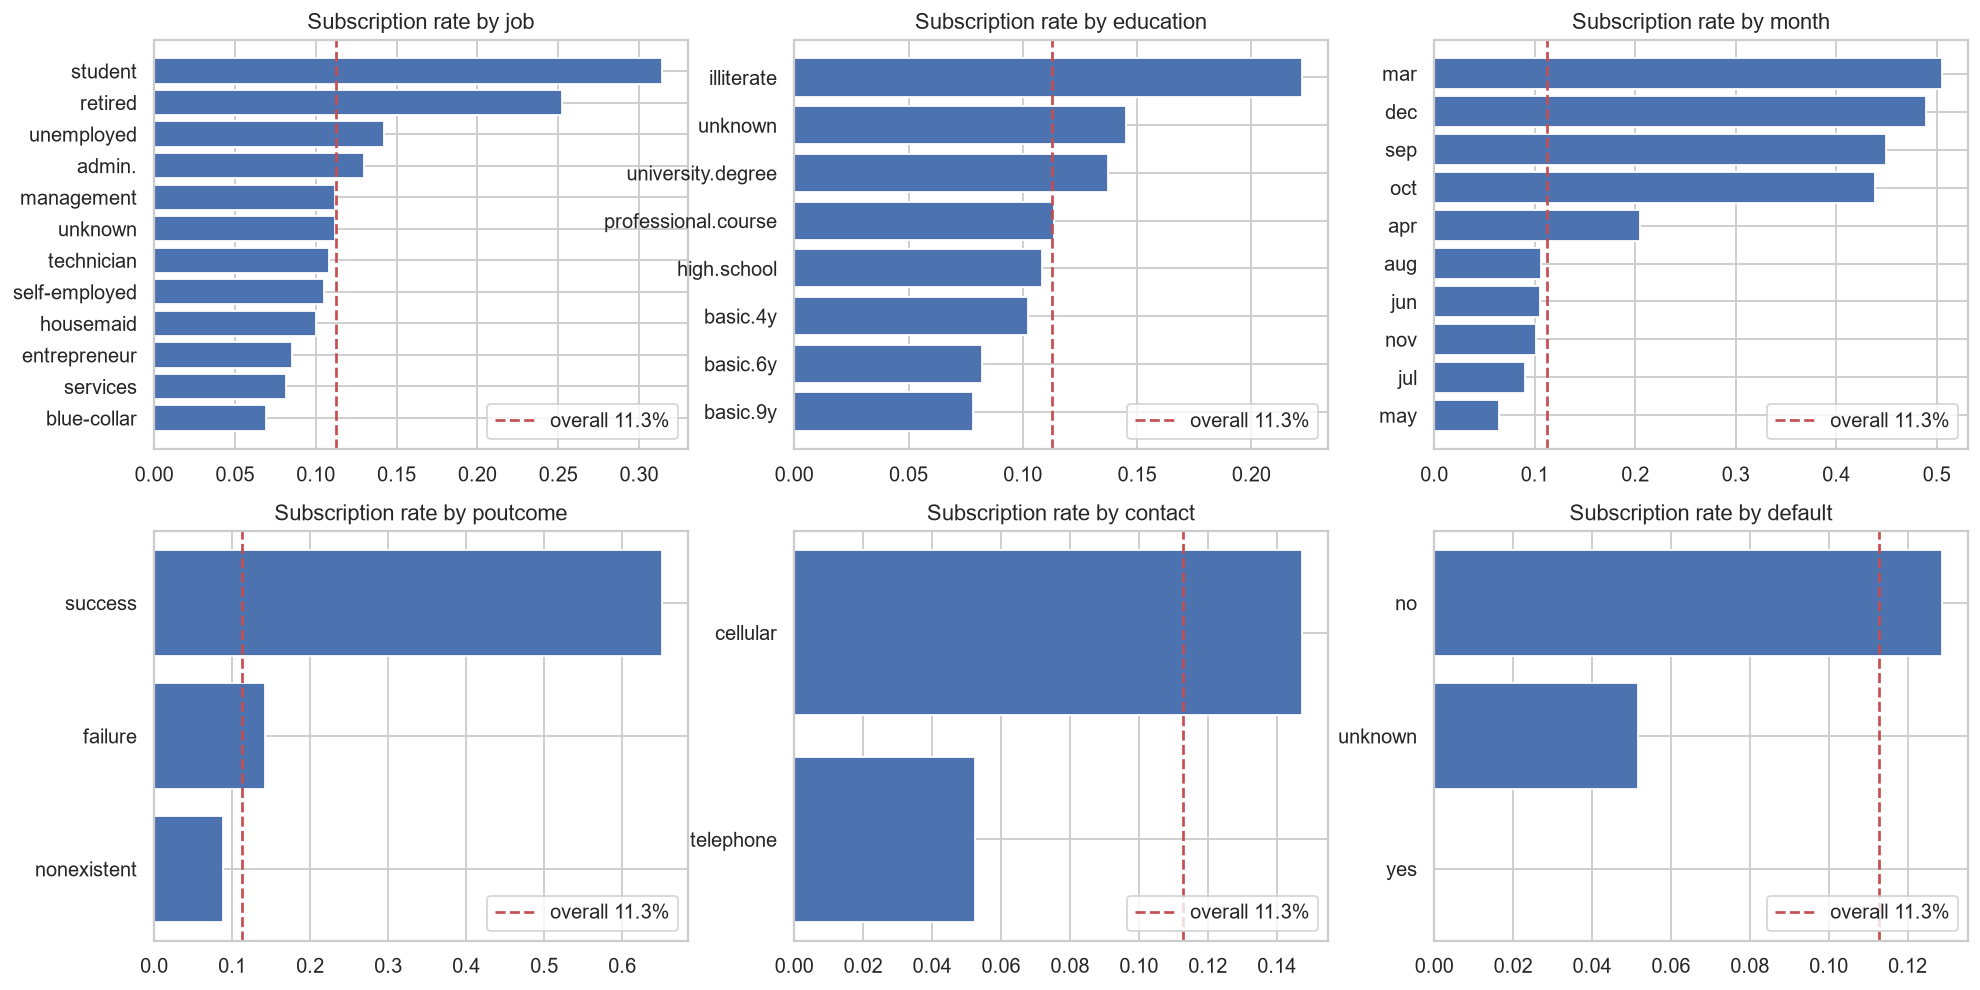 Subscription rate by job
student
retired
unemployed
admin.
management
unknown
technician
self-employed
housemaid
entrepreneur
services
blue-collar
overall 11.3%
0.00 0.05 0.10 0.15 0.20 0.25 0.30
Subscription rate by education
illiterate
unknown
university.degree
professional.course
high.school
basic.4y
basic.6y
basic.9y
overall 11.3%
0.00 0.05 0.10 0.15 0.20
Subscription rate by month
mar
dec
sep
oct
apr
aug
jun
nov
jul
may
overall 11.3%
0.0 0.1 0.2 0.3 0.4 0.5
Subscription rate by poutcome
success
failure
nonexistent
overall 11.3%
0.0 0.1 0.2 0.3 0.4 0.5 0.6
Subscription rate by contact
cellular
telephone
overall 11.3%
0.00 0.02 0.04 0.06 0.08 0.10 0.12 0.14
Subscription rate by default
no
unknown
yes
overall 11.3%
0.00 0.02 0.04 0.06 0.08 0.10 0.12